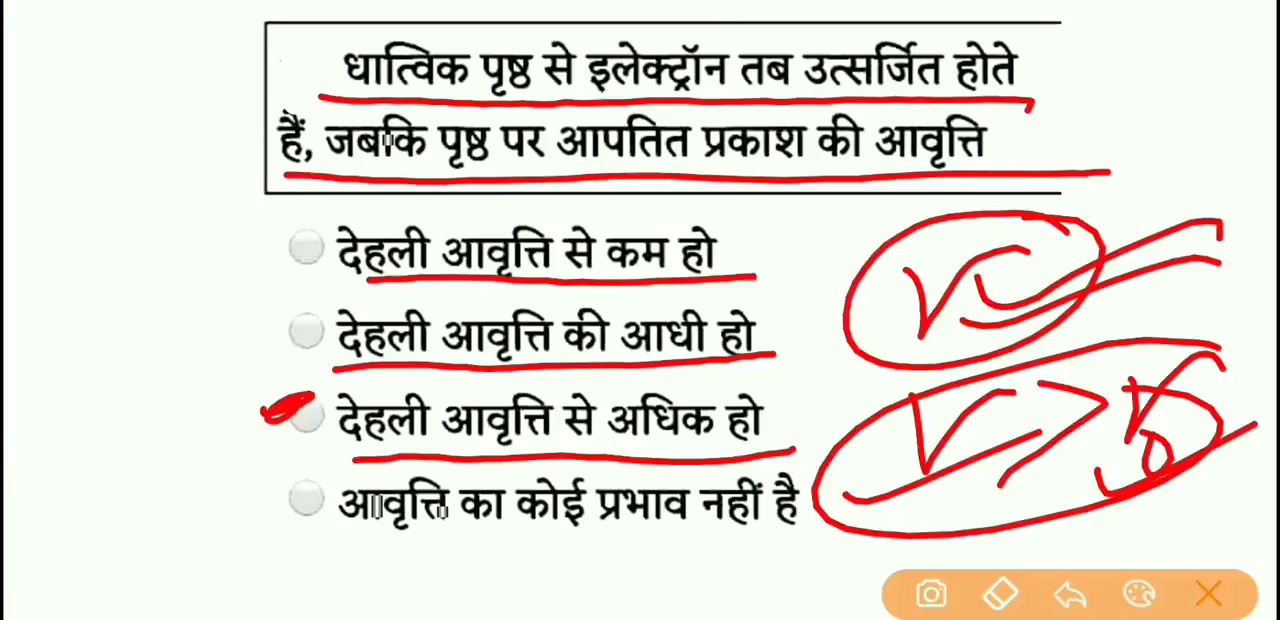 धात्विक पृष्ठ से इलेक्ट्रॉन तब उत्सर्जित होते
हैं, जबकि पृष्ठ पर आपतित प्रकाश की आवृत्ति
देहली आवृत्ति से कम हो
देहली आवृत्ति की आधी हो
देहली आवृत्ति से अधिक हो
आवृत्ति का कोई प्रभाव नहीं है